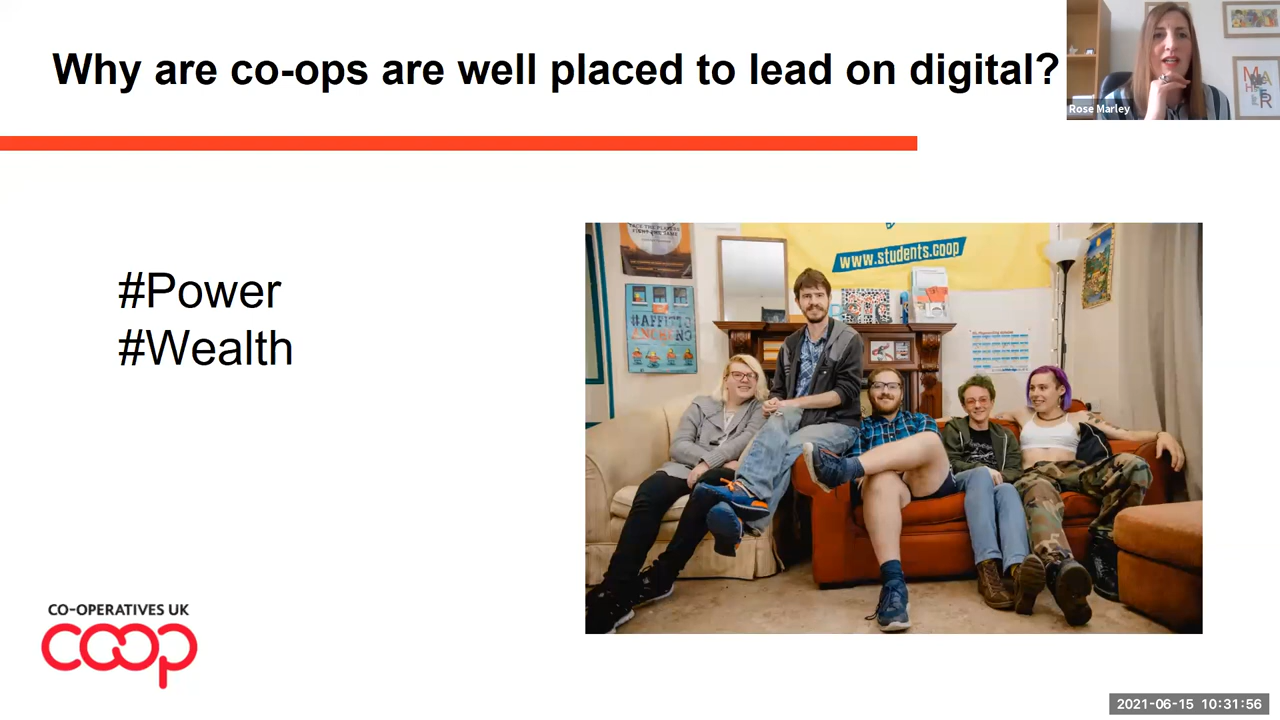 Why are co-ops are well placed to lead on digital?
Rose Marley
#Power
#Wealth
www.students.coop
CO-OPERATIVES UK
coop
2021-06-15 10:31:56